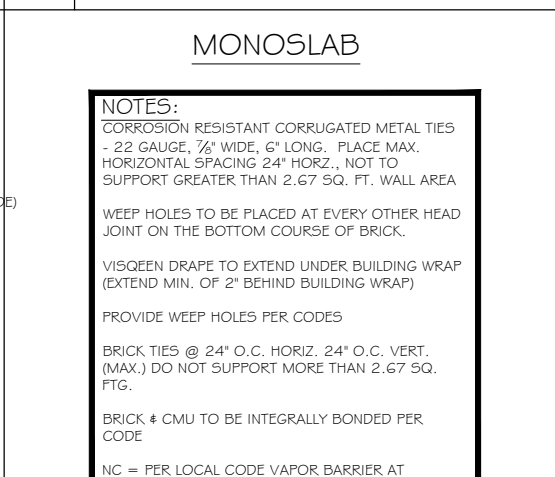 MONOSLAB
NOTES:
CORROSION RESISTANT CORRUGATED METAL TIES
- 22 GAUGE, 7/8" WIDE, 6" LONG. PLACE MAX.
HORIZONTAL SPACING 24" HORZ., NOT TO
SUPPORT GREATER THAN 2.67 SQ. FT. WALL AREA
DE)
WEEP HOLES TO BE PLACED AT EVERY OTHER HEAD
JOINT ON THE BOTTOM COURSE OF BRICK.
VISQEEN DRAPE TO EXTEND UNDER BUILDING WRAP
(EXTEND MIN. OF 2" BEHIND BUILDING WRAP)
PROVIDE WEEP HOLES PER CODES
BRICK TIES @ 24" O.C. HORIZ. 24" O.C. VERT.
(MAX.) DO NOT SUPPORT MORE THAN 2.67 SQ.
FTG.
BRICK & CMU TO BE INTEGRALLY BONDED PER
CODE
NC = PER LOCAL CODE VAPOR BARRIER AT